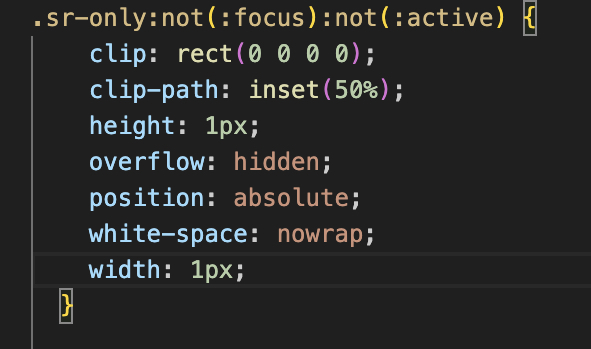 .sr-only:not(:focus):not(:active) {
clip: rect(0 0 0 0);
clip-path: inset(50%);
height: 1px;
overflow: hidden;
position: absolute;
white-space: nowrap;
width: 1px;
}